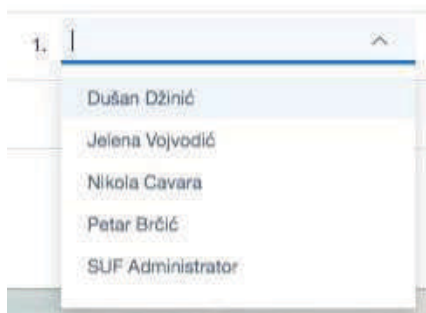 1.
Dušan Džinić
Jelena Vojvodić
Nikola Cavara
Petar Brčić
SUF Administrator